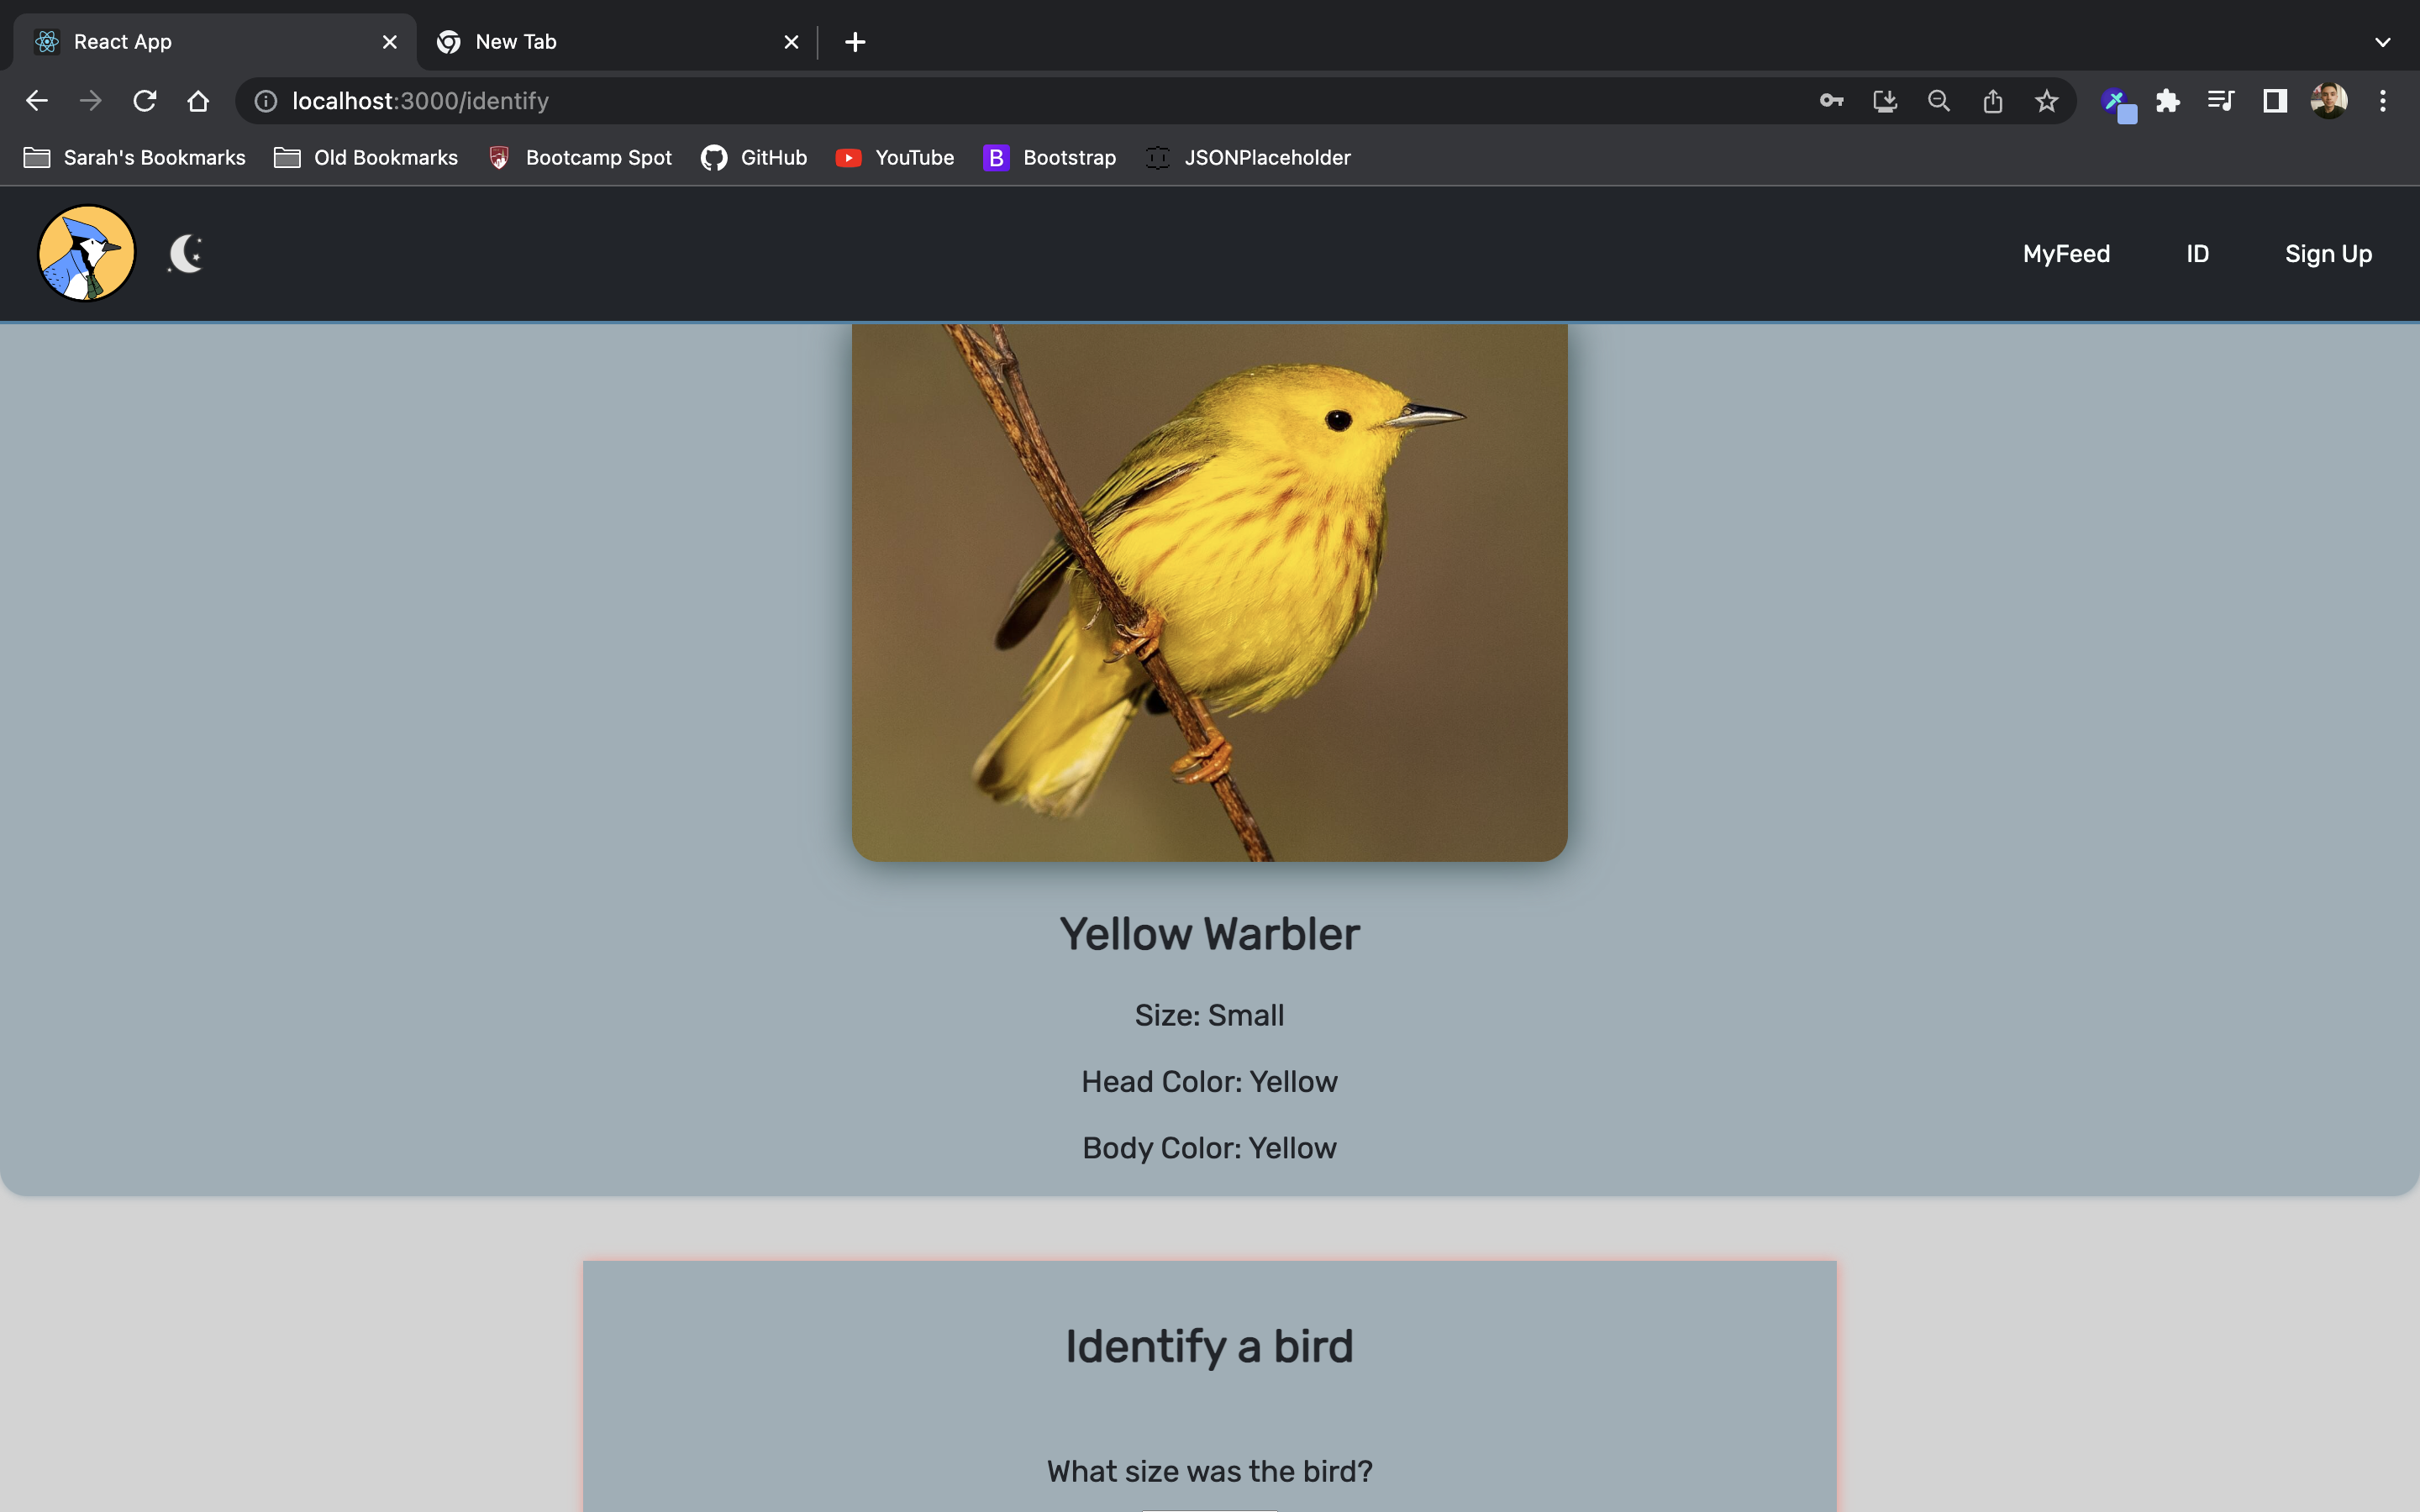 React App
New Tab
localhost:3000/identify
Sarah's Bookmarks Old Bookmarks Bootcamp Spot GitHub YouTube B Bootstrap JSONPlaceholder
MyFeed ID Sign Up
Yellow Warbler
Size: Small
Head Color: Yellow
Body Color: Yellow
Identify a bird
What size was the bird?